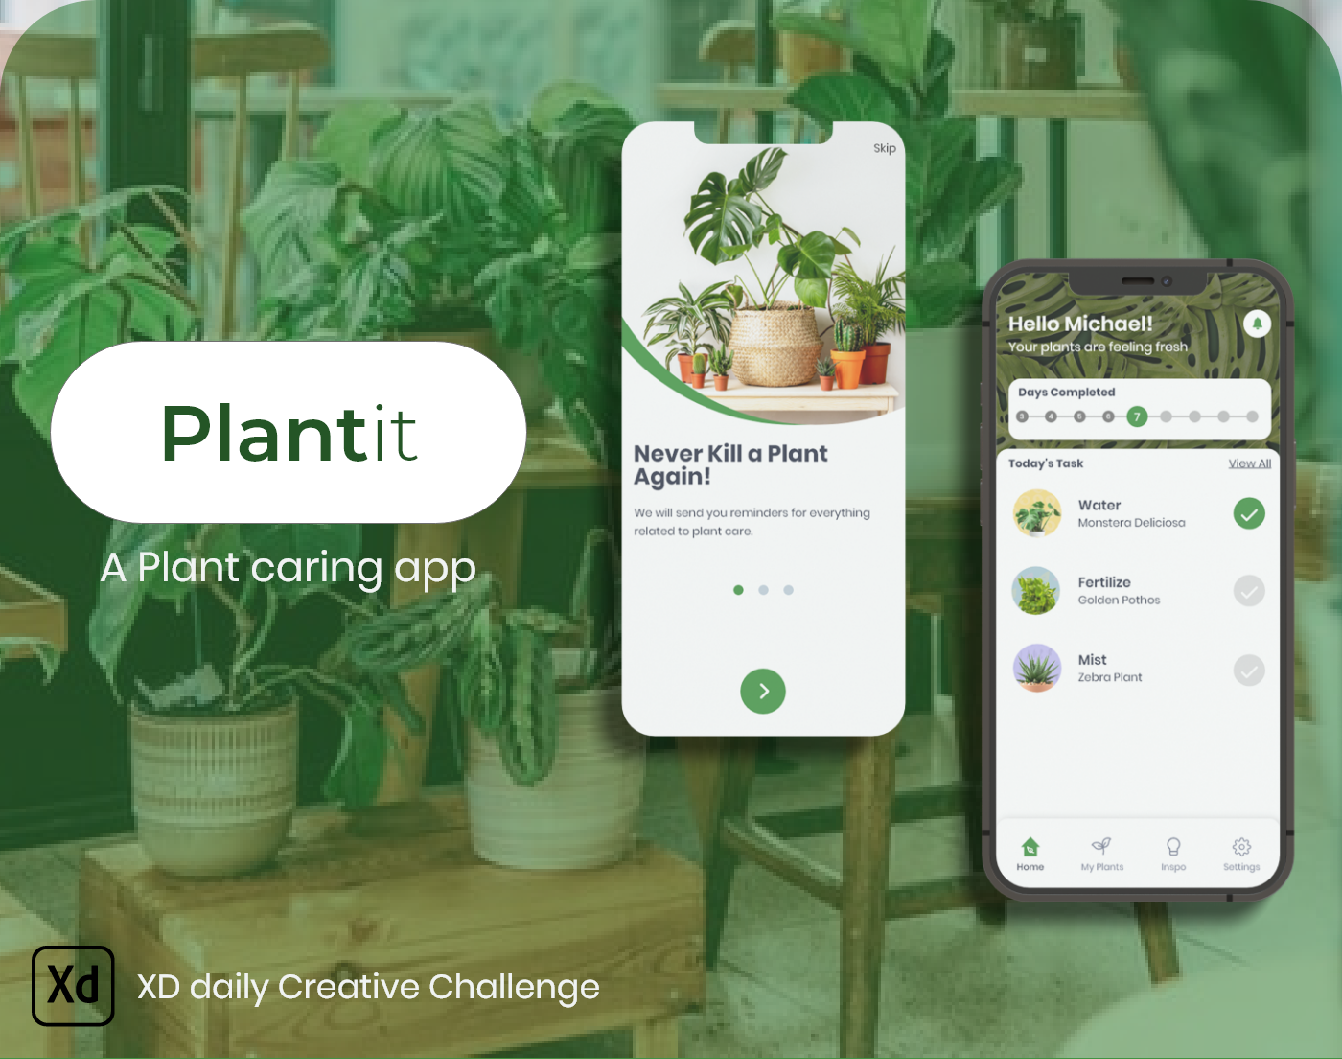 Plantit
A Plant caring app
Xd
XD daily Creative Challenge
Skip
Never Kill a Plant
Again!
We will send you reminders for everything
related to plant care.
Hello Michael!
Your plants are feeling fresh
Days Completed
7
Today's Task
View All
Water
Monstera Deliciosa
Fertilize
Golden Pothos
Mist
Zebra Plant
Home
My Plants
Inspo
Settings